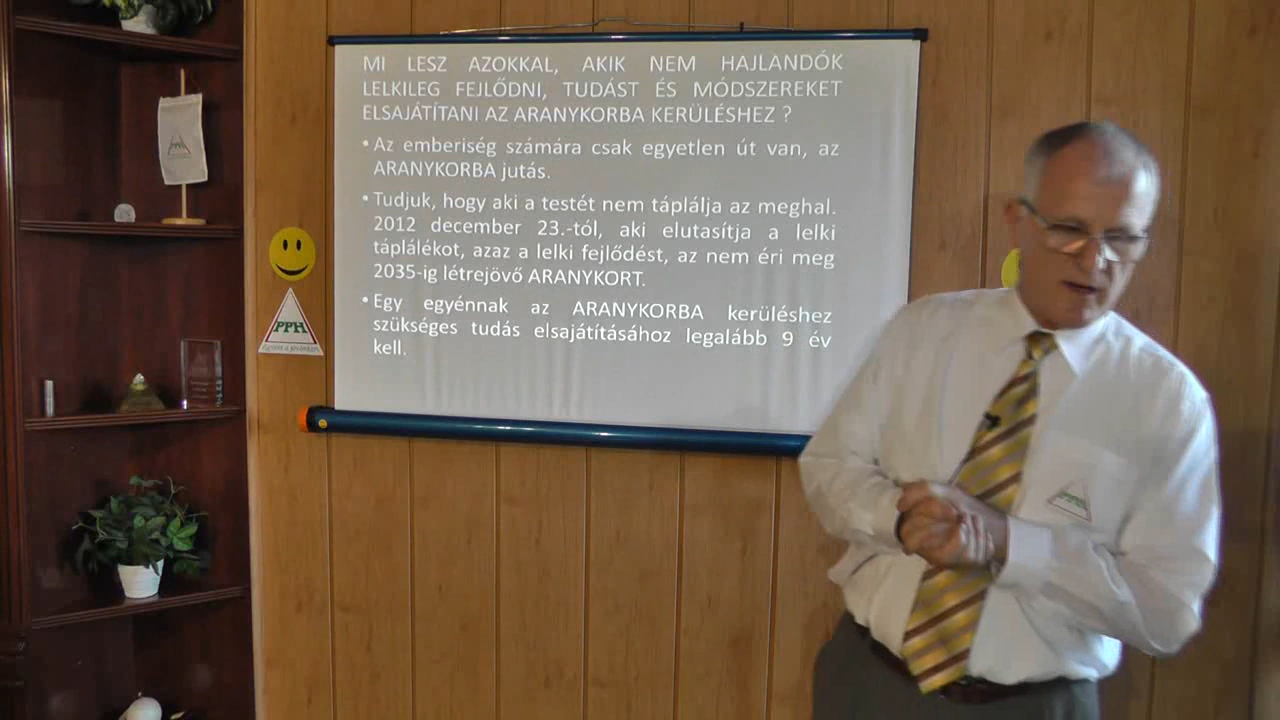 MI LESZ AZOKKAL, AKIK NEM HAJLANDÓK
LELKILEG FEJLŐDNI, TUDÁST ÉS MÓDSZEREKET
ELSAJÁTÍTANI AZ ARANYKORBA KERÜLÉSHEZ ?
• Az emberiség számára csak egyetlen út van, az
ARANYKORBA jutás.
• Tudjuk, hogy aki a testét nem táplálja az meghal.
2012 december 23.-tól, aki elutasítja a lelki
táplálékot, azaz a lelki fejlődést, az nem éri meg
2035-ig létrejövő ARANYKORT.
• Egy egyénnak az ARANYKORBA kerüléshez
szükséges tudás elsajátításához legalább 9 év
kell.
PPH
PPH